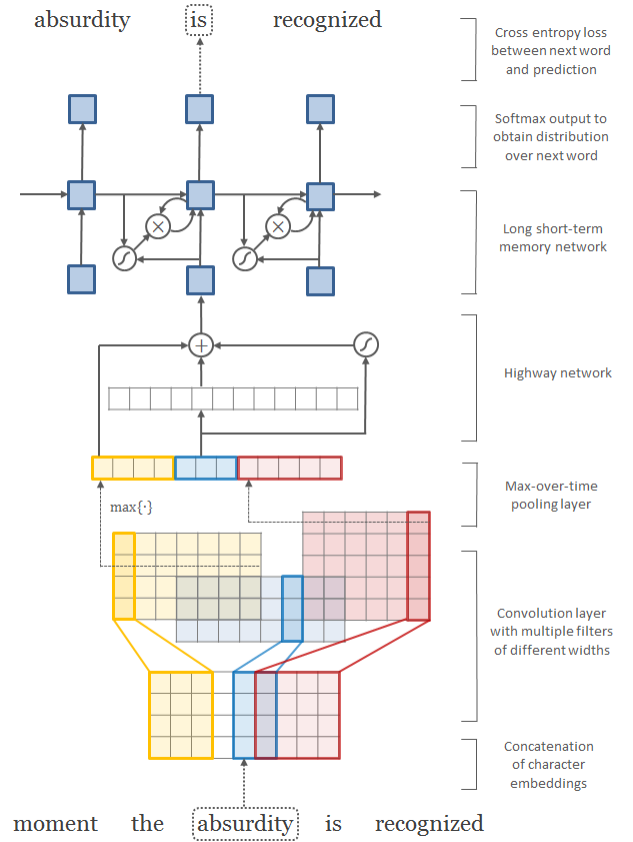 absurdity is recognized
Cross entropy loss
between next word
and prediction
Softmax output to
obtain distribution
over next word
Long short-term
memory network
Highway network
Max-over-time
pooling layer
max{·}
Convolution layer
with multiple filters
of different widths
Concatenation
of character
embeddings
moment the absurdity is recognized